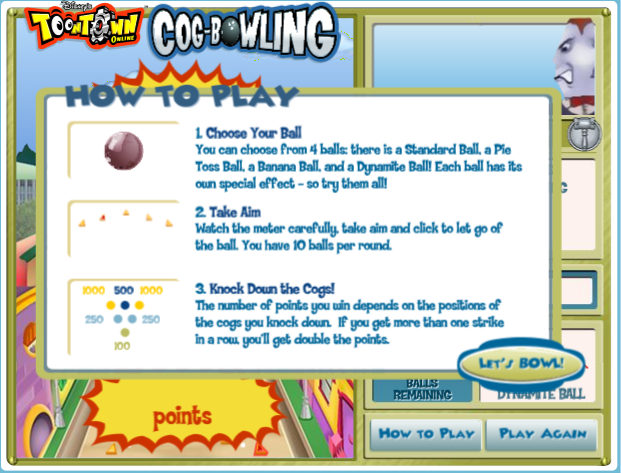 Disney's
TOONTOWN
ONLINE
COG-BOWLING
HOW TO PLAY
1. Choose Your Ball
You can choose from 4 balls: there is a Standard Ball, a Pie
Toss Ball, a Banana Ball, and a Dynamite Ball! Each ball has its
own special effect - so try them all!
2. Take Aim
Watch the meter carefully, take aim and click to let go of
the ball. You have 10 balls per round.
1000 500 1000
250 250
100
3. Knock Down the Cogs!
The number of points you win depends on the positions of
the cogs you knock down. If you get more than one strike
in a row, you'll get double the points.
LET'S BOWL!
points
BALLS
REMAINING
DYNAMITE BALL
HOW TO PLAY
PLAY AGAIN